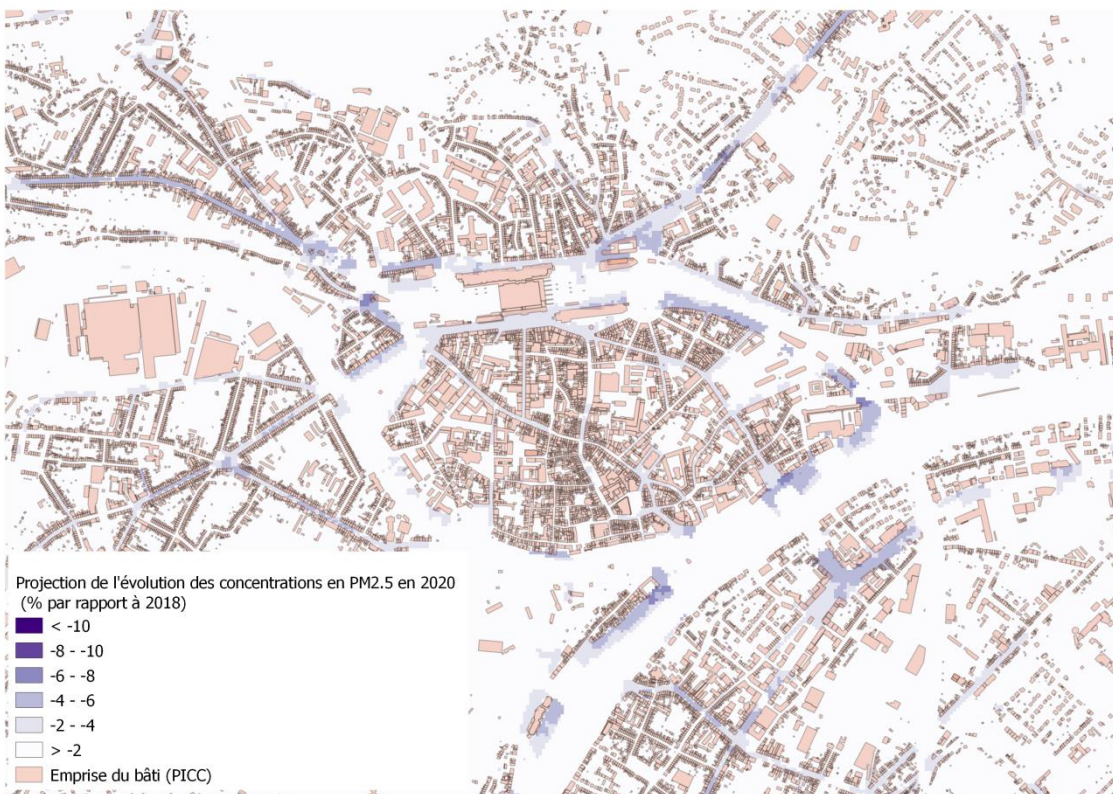 Projection de l'évolution des concentrations en PM2.5 en 2020
(% par rapport à 2018)
< -10
-8 - -10
-6 - -8
-4 - -6
-2 - -4
> -2
Emprise du bâti (PICC)